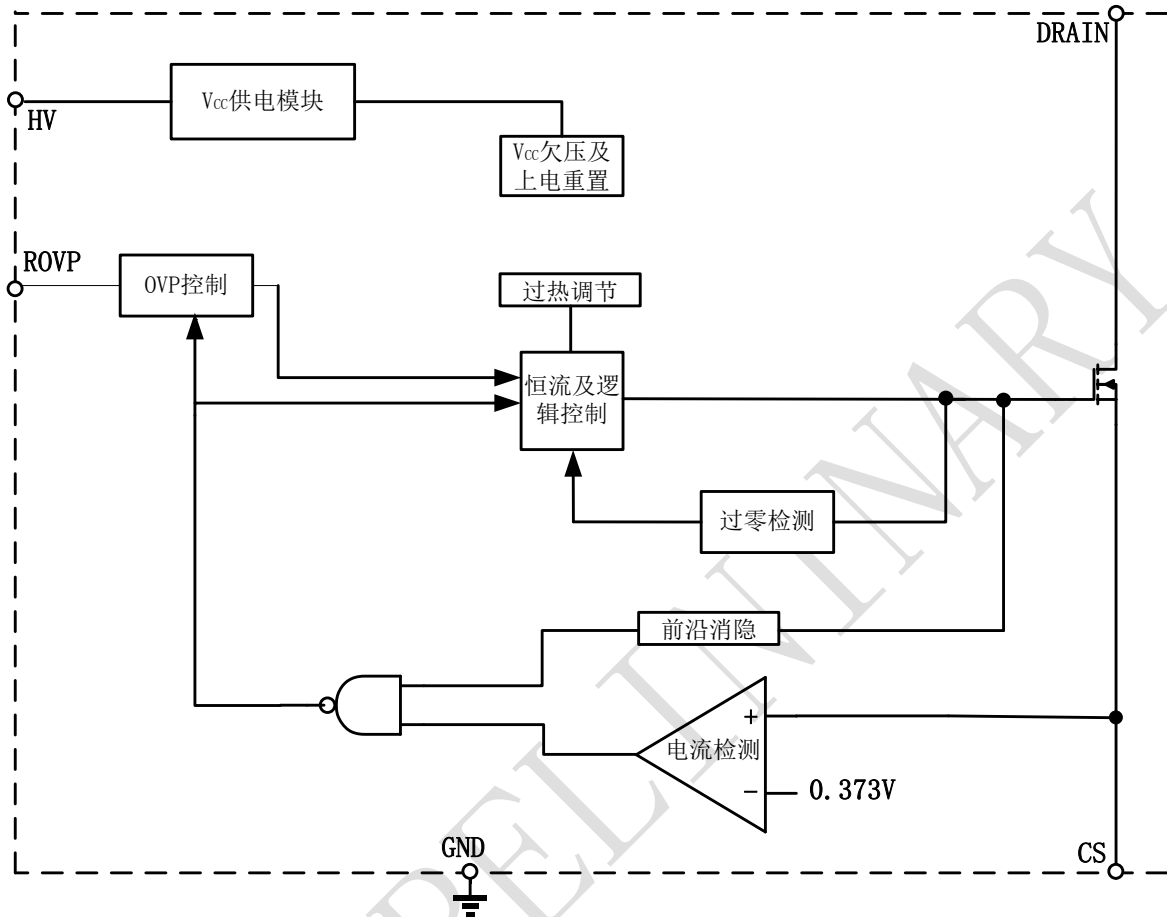 DRAIN
HV
Vcc供电模块
Vcc欠压及
上电重置
ROVP
OVP控制
过热调节
恒流及逻
辑控制
过零检测
前沿消隐
+
电流检测
-
0.373V
GND
CS
PRELINARY